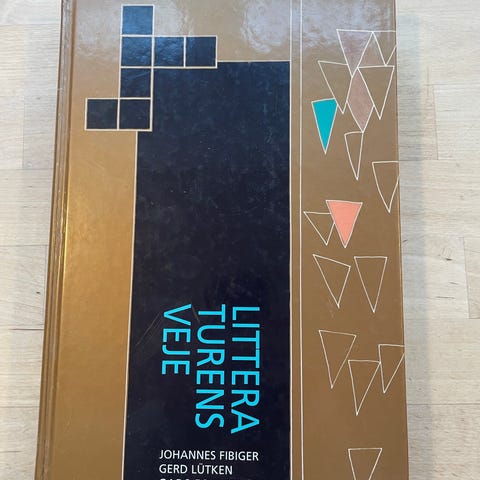 LITTERA
TURENS
VEJE
JOHANNES FIBIGER
GERD LÜTKEN